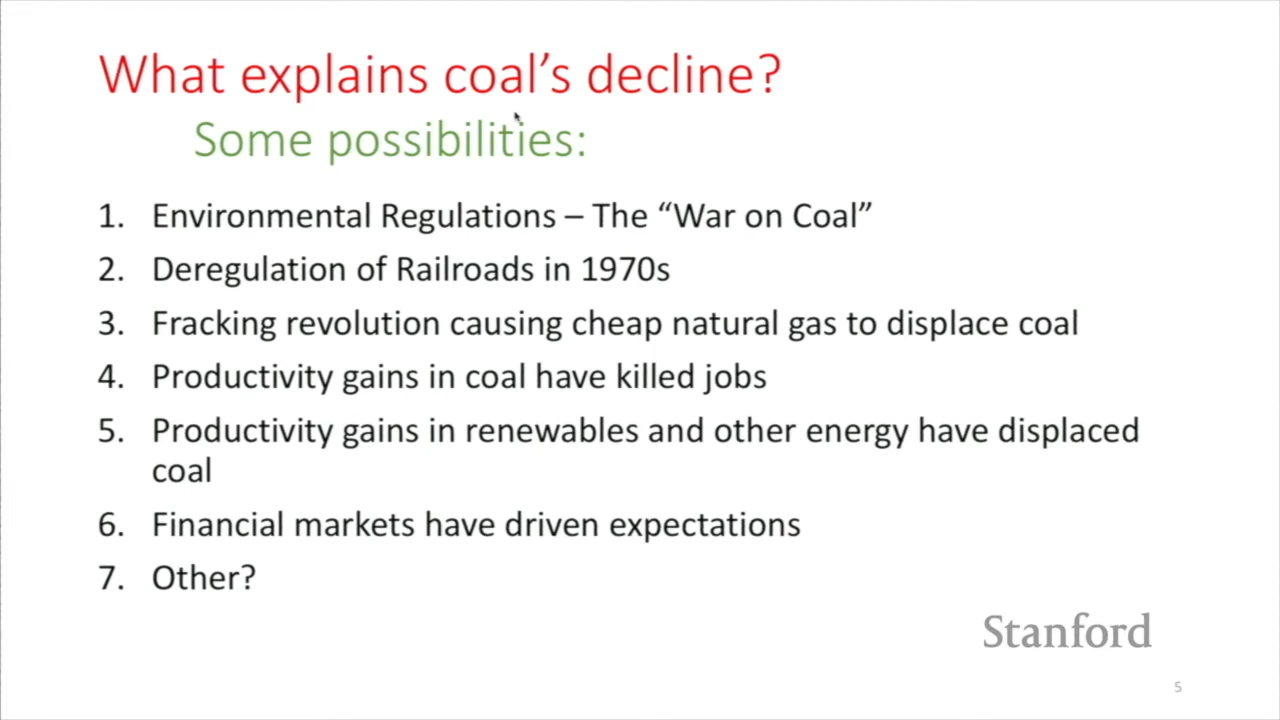 What explains coal's decline?
Some possibilities:
1. Environmental Regulations – The “War on Coal”
2. Deregulation of Railroads in 1970s
3. Fracking revolution causing cheap natural gas to displace coal
4. Productivity gains in coal have killed jobs
5. Productivity gains in renewables and other energy have displaced
coal
6. Financial markets have driven expectations
7. Other?
Stanford
5